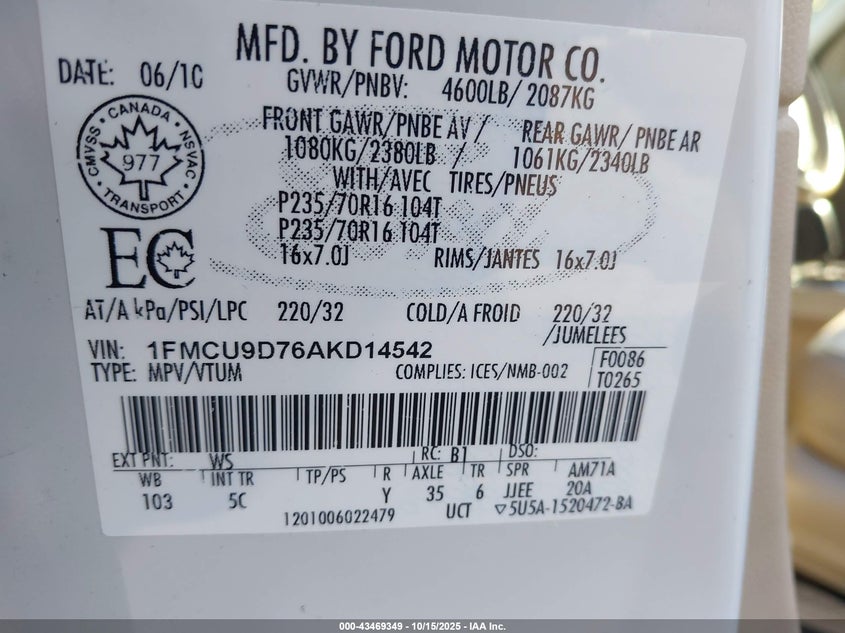 MFD. BY FORD MOTOR CO.
DATE: 06/10
GVWR/PNBV: 4600LB/ 2087KG
FRONT GAWR/PNBE AV / REAR GAWR/ PNBE AR
1080KG/2380LB / 1061KG/2340LB
WITH/AVEC TIRES/PNEUS
P235/70R16 104T
P235/70R16 104T
16x7.0J RIMS/JANTES 16x7.0J
CANADA
CMVSS NSVAC
977
TRANSPORT
EC
AT/A kPa/PSI/LPC 220/32 COLD/A FROID 220/32
/JUMELEES
VIN: 1FMCU9D76AKD14542
TYPE: MPV/VTUM COMPLIES: ICES/NMB-002
F0086
T0265
EXT PNT: WS RC: B1 DSO:
WB INT TR TP/PS R AXLE TR SPR AM71A
103 5C Y 35 6 JJEE 20A
1201006022479 UCT ▽5U5A-1520472-BA
000-43469349 | 10/15/2025 | IAA Inc.